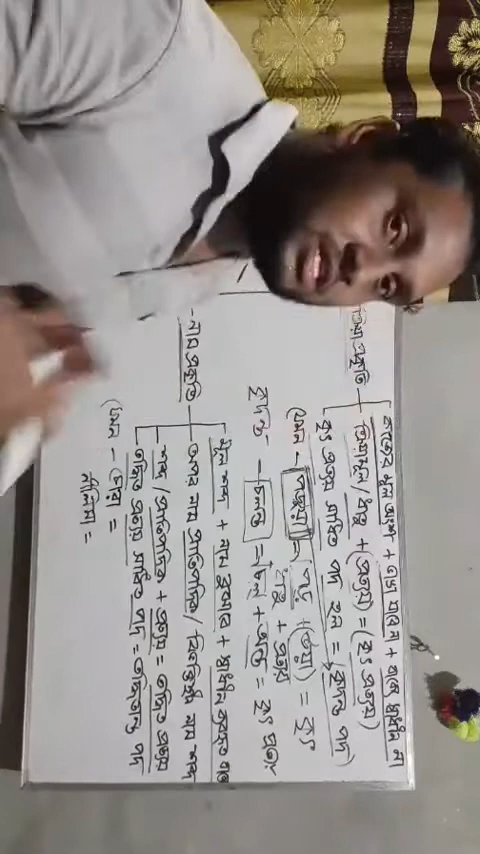 ক্রিয়া প্রকৃতি
কাজের মূল অংশ + ভাঙা যাবে না + যাকে স্বাধীন না
ক্রিয়ামূল / ধাতু + (প্রত্যয়) = (কৃৎ প্রত্যয়)
কৃৎ প্রত্যয় সাধিত পদ হল = (কৃদন্ত পদ)
যেমন – পড়ুয়া = পড় + (উয়া) = কৃৎ
ধাতু + প্রত্যয়
কৃদন্ত – চলন্ত = চল্ + অন্ত = কৃৎ প্রত্যয়
নাম প্রকৃতি
মূল শব্দ + নাম বুঝাবে + স্বাধীন
অপর নাম প্রাতিপদিক / বিভক্তিহীন নাম শব্দ
শব্দ / প্রাতিপদিক + প্রত্যয় = তদ্ধিত প্রত্যয়
তদ্ধিত প্রত্যয় সাধিত পদ = তদ্ধিতান্ত পদ
যেমন –